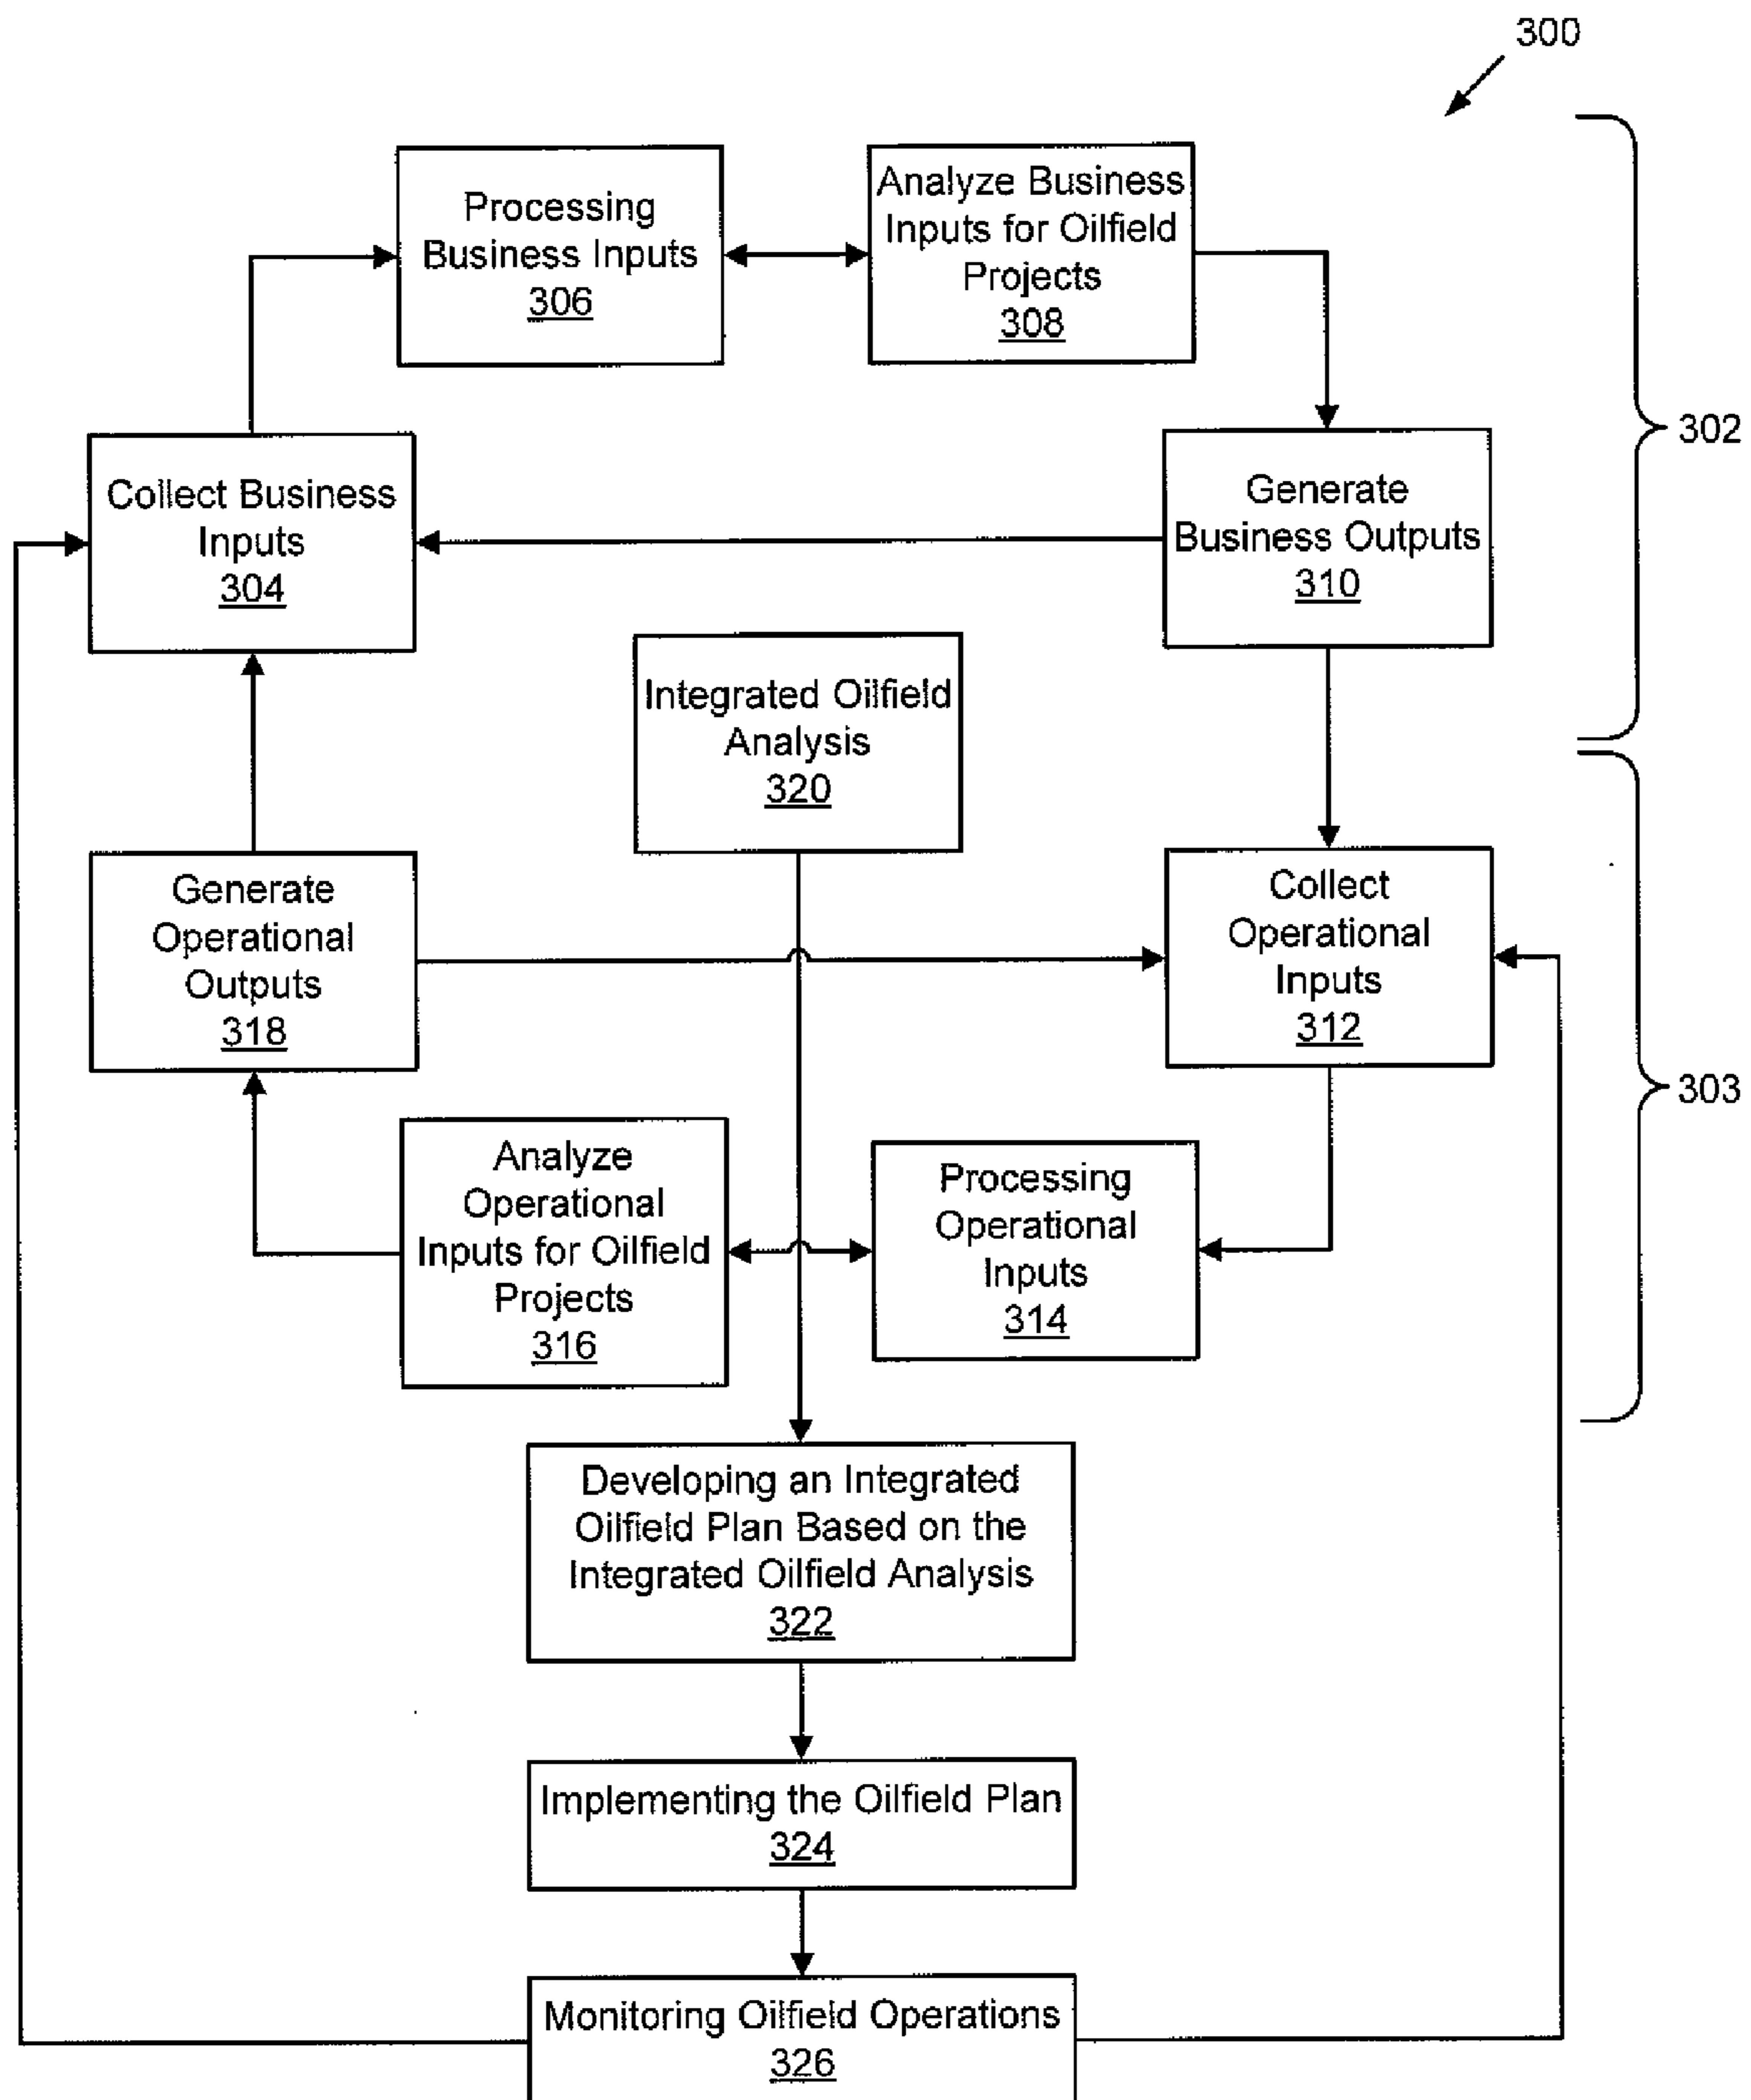 300
Processing
Business Inputs
306
Analyze Business
Inputs for Oilfield
Projects
308
302
Collect Business
Inputs
304
Generate
Business Outputs
310
Integrated Oilfield
Analysis
320
Generate
Operational
Outputs
318
Collect
Operational
Inputs
312
303
Analyze
Operational
Inputs for Oilfield
Projects
316
Processing
Operational
Inputs
314
Developing an Integrated
Oilfield Plan Based on the
Integrated Oilfield Analysis
322
Implementing the Oilfield Plan
324
Monitoring Oilfield Operations
326